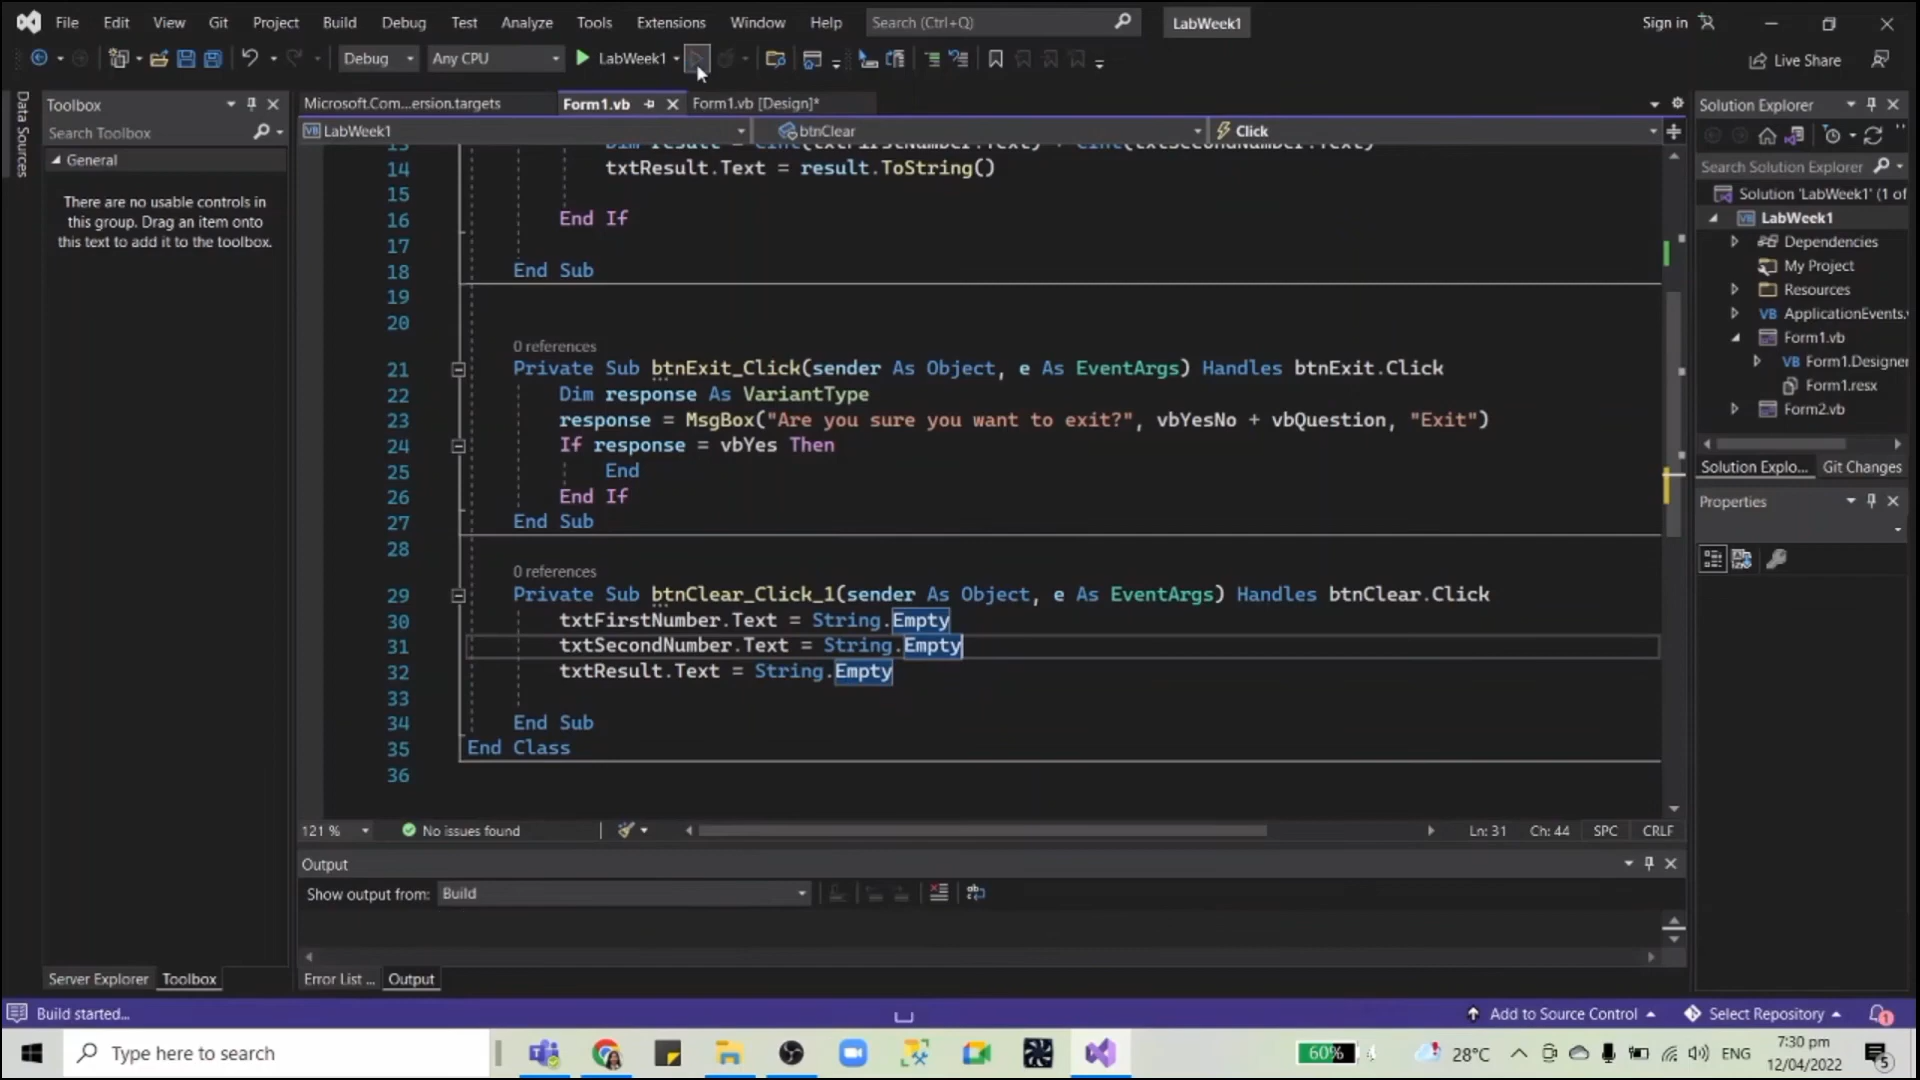 File Edit View Git Project Build Debug Test Analyze Tools Extensions Window Help Search (Ctrl+Q) LabWeek1 Sign in
Debug Any CPU LabWeek1 Live Share
Data Sources
Toolbox
Search Toolbox
General
There are no usable controls in
this group. Drag an item onto
this text to add it to the toolbox.
Server Explorer Toolbox
Microsoft.Com...ersion.targets Form1.vb Form1.vb [Design]*
LabWeek1 btnClear Click
14 txtResult.Text = result.ToString()
15
16 End If
17
18 End Sub
19
20
0 references
21 Private Sub btnExit_Click(sender As Object, e As EventArgs) Handles btnExit.Click
22 Dim response As VariantType
23 response = MsgBox("Are you sure you want to exit?", vbYesNo + vbQuestion, "Exit")
24 If response = vbYes Then
25 End
26 End If
27 End Sub
28
0 references
29 Private Sub btnClear_Click_1(sender As Object, e As EventArgs) Handles btnClear.Click
30 txtFirstNumber.Text = String.Empty
31 txtSecondNumber.Text = String.Empty
32 txtResult.Text = String.Empty
33
34 End Sub
35 End Class
36
121 % No issues found Ln: 31 Ch: 44 SPC CRLF
Output
Show output from: Build
Error List ... Output
Solution Explorer
Search Solution Explorer
Solution 'LabWeek1' (1 of
LabWeek1
Dependencies
My Project
Resources
ApplicationEvents.
Form1.vb
VB Form1.Designer
Form1.resx
Form2.vb
Solution Explo... Git Changes
Properties
Build started... Add to Source Control Select Repository 1
Type here to search 60% 28°C ENG 7:30 pm
12/04/2022 5